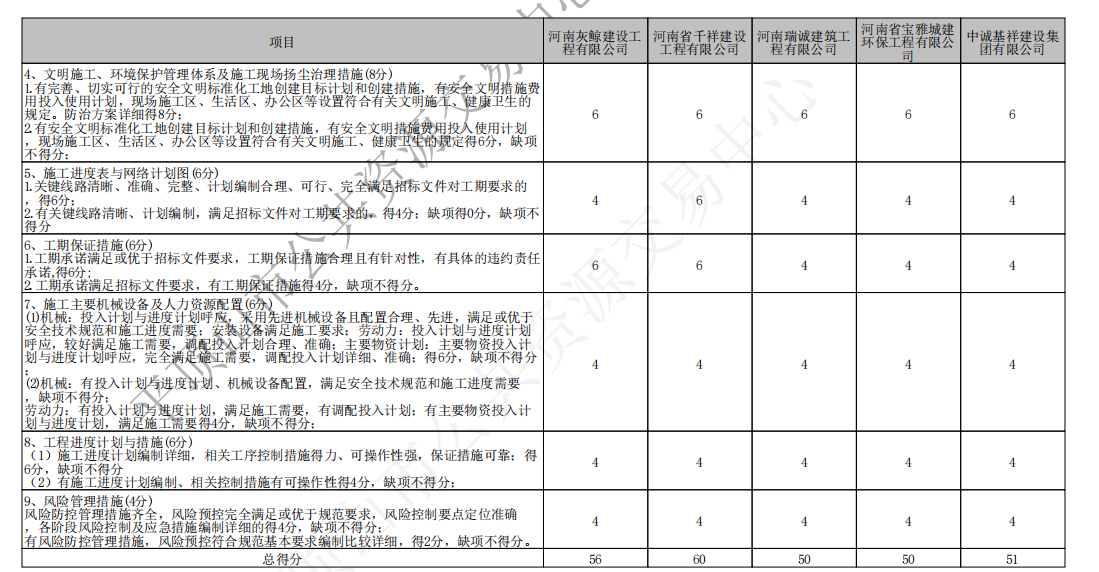 项目
河南灰鲸建设工
程有限公司
河南省千祥建设
工程有限公司
河南瑞诚建筑工
程有限公司
河南省宝雅城建
环保工程有限公
司
中诚基祥建设集
团有限公司
4、文明施工、环境保护管理体系及施工现场扬尘治理措施(8分)
1.有完善、切实可行的安全文明标准化工地创建目标计划和创建措施，有安全文明措施费
用投入使用计划，现场施工区、生活区、办公区等设置符合有关文明施工、健康卫生的
规定。防治方案详细得8分；
2.有安全文明标准化工地创建目标计划和创建措施，有安全文明措施费用投入使用计划
，现场施工区、生活区、办公区等设置符合有关文明施工、健康卫生的规定得6分，缺项
不得分；
6
6
6
6
6
5、施工进度表与网络计划图(6分)
1.关键线路清晰、准确、完整、计划编制合理、可行、完全满足招标文件对工期要求的
，得6分；
2.有关键线路清晰、计划编制，满足招标文件对工期要求的，得4分；缺项得0分，缺项不
得分
4
6
4
4
4
6、工期保证措施(6分)
1.工期承诺满足或优于招标文件要求，工期保证措施合理且有针对性，有具体的违约责任
承诺,得6分；
2.工期承诺满足招标文件要求，有工期保证措施得4分，缺项不得分。
6
6
4
4
4
7、施工主要机械设备及人力资源配置(6分)
(1)机械：投入计划与进度计划呼应，采用先进机械设备且配置合理、先进，满足或优于
安全技术规范和施工进度需要；安装设备满足施工要求；劳动力：投入计划与进度计划
呼应，较好满足施工需要，调配投入计划合理、准确；主要物资计划：主要物资投入计
划与进度计划呼应，完全满足施工需要，调配投入计划详细、准确；得6分，缺项不得分
；
(2)机械：有投入计划与进度计划、机械设备配置，满足安全技术规范和施工进度需要
，缺项不得分；
劳动力：有投入计划与进度计划，满足施工需要，有调配投入计划；有主要物资投入计
划与进度计划，满足施工需要得4分，缺项不得分；
4
4
4
4
4
8、工程进度计划与措施(6分)
（1）施工进度计划编制详细，相关工序控制措施得力、可操作性强，保证措施可靠；得
6分，缺项不得分
（2）有施工进度计划编制、相关控制措施有可操作性得4分，缺项不得分；
4
4
4
4
4
9、风险管理措施(4分)
风险防控管理措施齐全，风险预控完全满足或优于规范要求，风险控制要点定位准确
，各阶段风险控制及应急措施编制详细的得4分，缺项不得分；
有风险防控管理措施，风险预控符合规范基本要求编制比较详细，得2分，缺项不得分。
4
4
4
4
4
总得分
56
60
50
50
51
平顶山市公共资源交易中心
顶山市公共资源交易中心